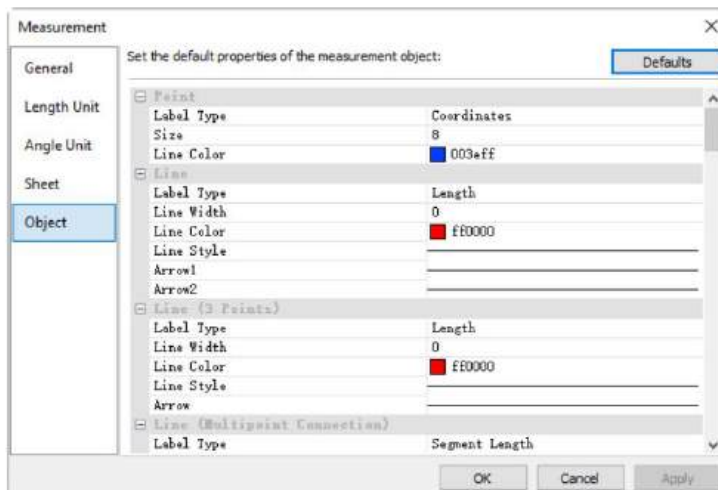 Measurement
General
Length Unit
Angle Unit
Sheet
Object
Set the default properties of the measurement object:
Defaults
Point
Label Type Coordinates
Size 8
Line Color 003eff
Line
Label Type Length
Line Width 0
Line Color ff0000
Line Style
Arrow1
Arrow2
Line (3 Points)
Label Type Length
Line Width 0
Line Color ff0000
Line Style
Arrow
Line (Multipoint Connection)
Label Type Segment Length
OK Cancel Apply